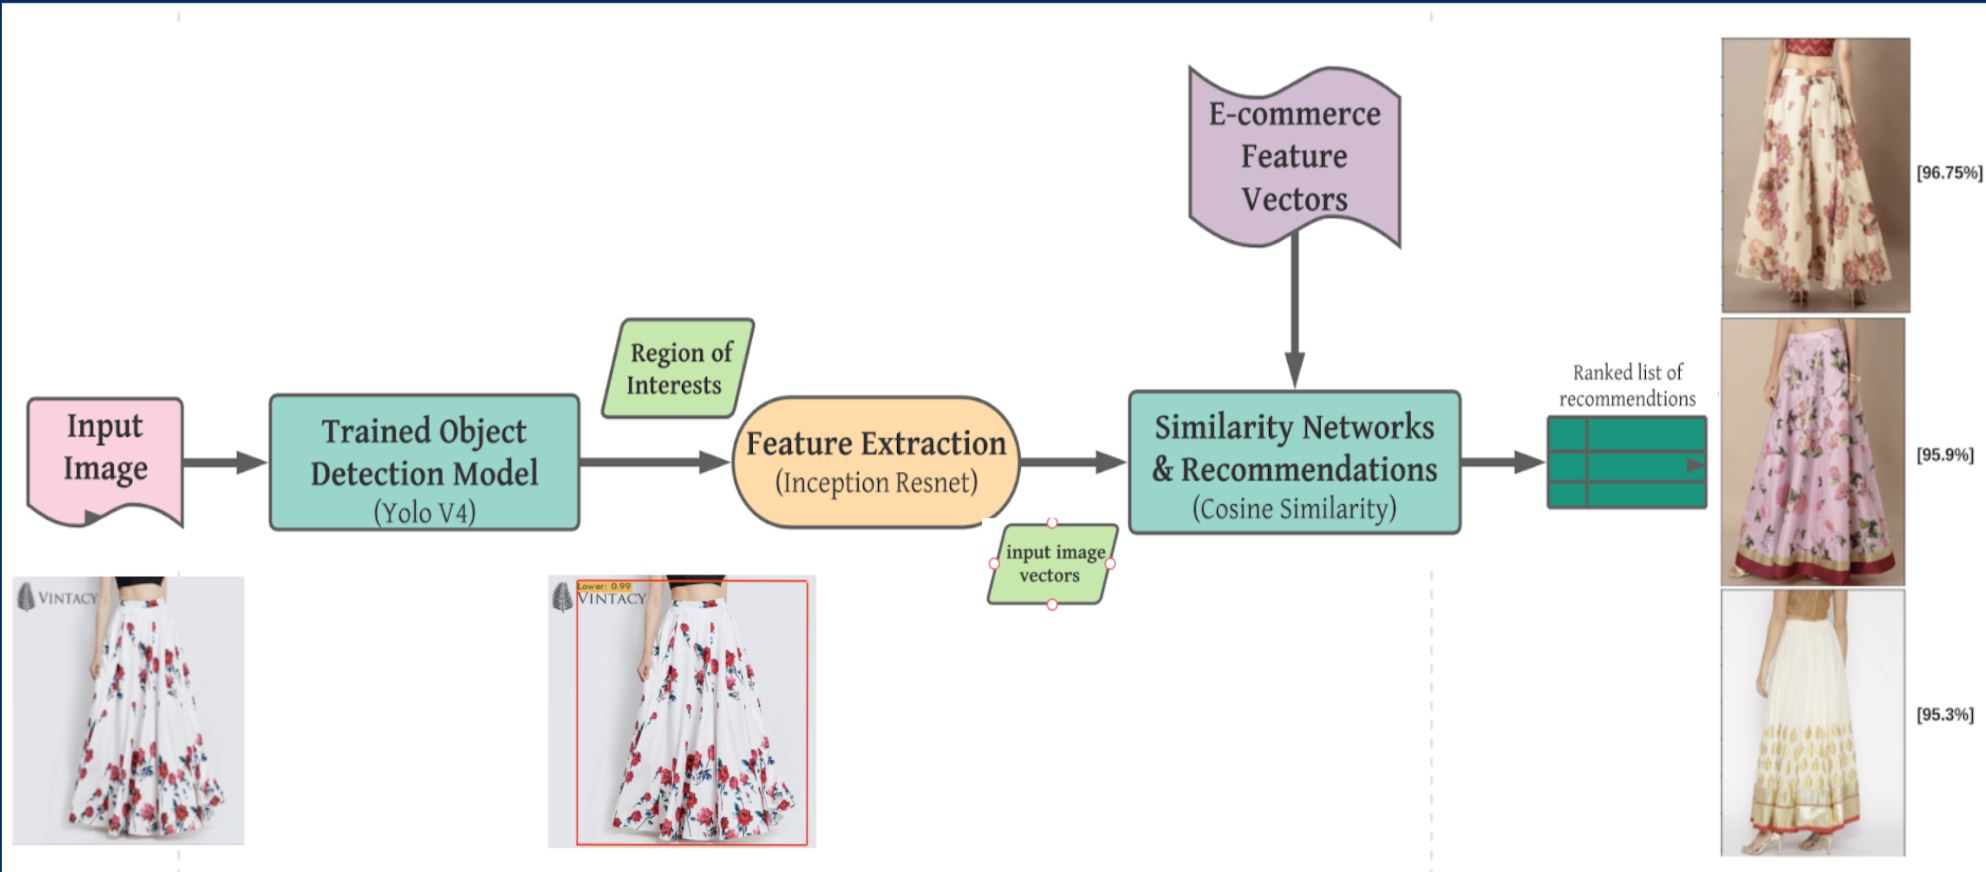 E-commerce
Feature
Vectors
[96.75%]
Region of
Interests
Ranked list of
recommendtions
Input
Image
Trained Object
Detection Model
(Yolo V4)
Feature Extraction
(Inception Resnet)
Similarity Networks
& Recommendations
(Cosine Similarity)
[95.9%]
input image
vectors
VINTACY
Lower: 0.99
VINTACY
[95.3%]